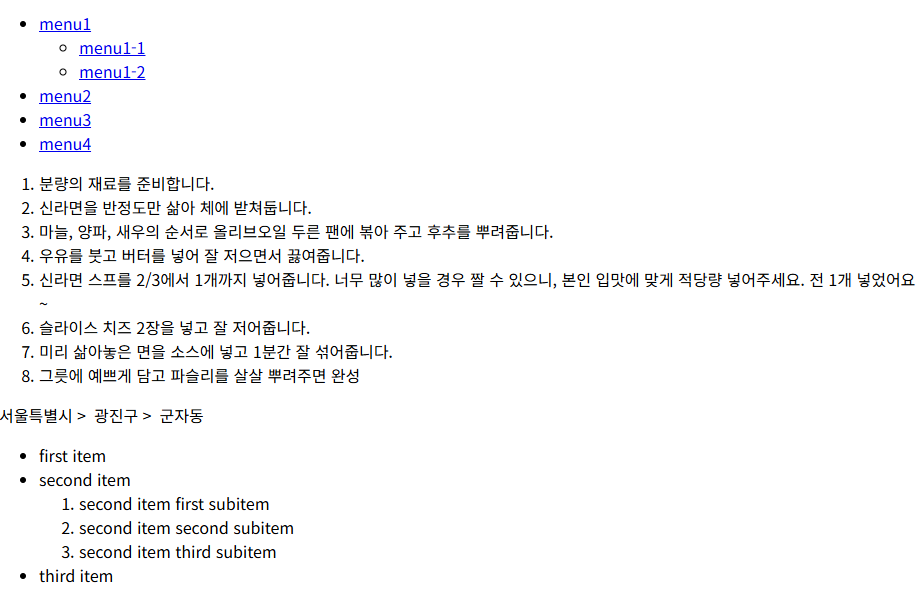 menu1
menu1-1
menu1-2
menu2
menu3
menu4
1. 분량의 재료를 준비합니다.
2. 신라면을 반정도만 삶아 체에 받쳐둡니다.
3. 마늘, 양파, 새우의 순서로 올리브오일 두른 팬에 볶아 주고 후추를 뿌려줍니다.
4. 우유를 붓고 버터를 넣어 잘 저으면서 끓여줍니다.
5. 신라면 스프를 2/3에서 1개까지 넣어줍니다. 너무 많이 넣을 경우 짤 수 있으니, 본인 입맛에 맞게 적당량 넣어주세요. 전 1개 넣었어요
~
6. 슬라이스 치즈 2장을 넣고 잘 저어줍니다.
7. 미리 삶아놓은 면을 소스에 넣고 1분간 잘 섞어줍니다.
8. 그릇에 예쁘게 담고 파슬리를 살살 뿌려주면 완성
서울특별시 > 광진구 > 군자동
first item
second item
1. second item first subitem
2. second item second subitem
3. second item third subitem
third item